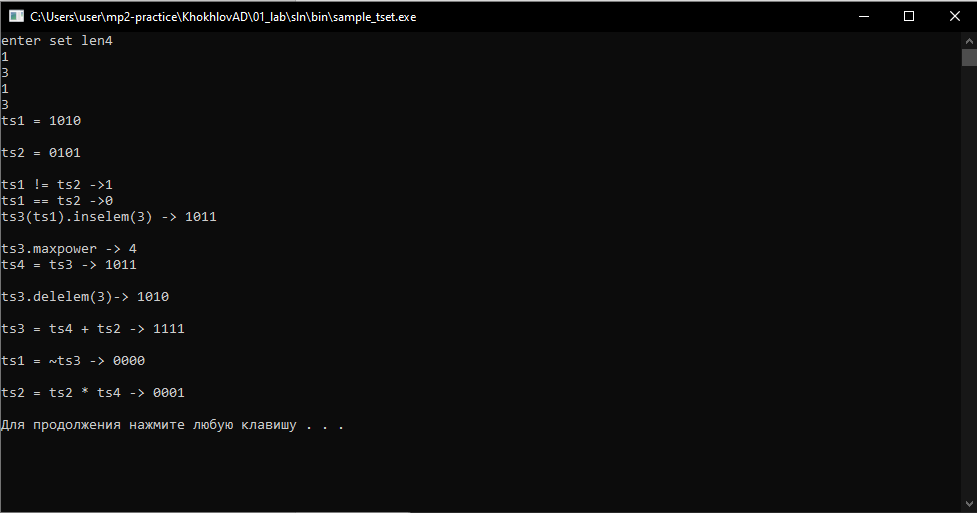 C:\Users\user\mp2-practice\KhokhlovAD\01_lab\sln\bin\sample_tset.exe
enter set len4
1
3
1
3
ts1 = 1010
ts2 = 0101
ts1 != ts2 ->1
ts1 == ts2 ->0
ts3(ts1).inselem(3) -> 1011
ts3.maxpower -> 4
ts4 = ts3 -> 1011
ts3.delelem(3)-> 1010
ts3 = ts4 + ts2 -> 1111
ts1 = ~ts3 -> 0000
ts2 = ts2 * ts4 -> 0001
Для продолжения нажмите любую клавишу . . .